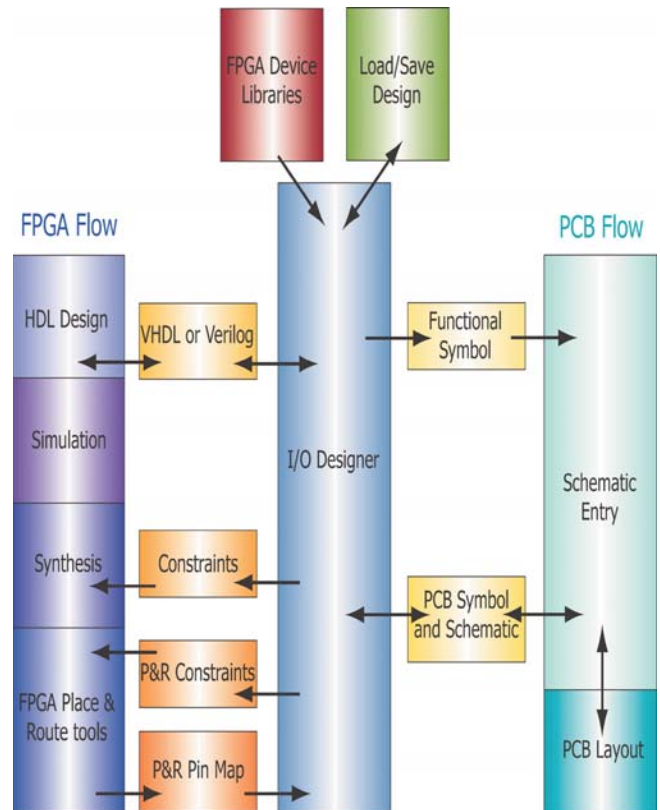 FPGA Device
Libraries
Load/Save
Design
FPGA Flow
PCB Flow
HDL Design
VHDL or Verilog
Functional
Symbol
Simulation
I/O Designer
Schematic
Entry
Synthesis
Constraints
PCB Symbol
and Schematic
P&R Constraints
FPGA Place &
Route tools
P&R Pin Map
PCB Layout